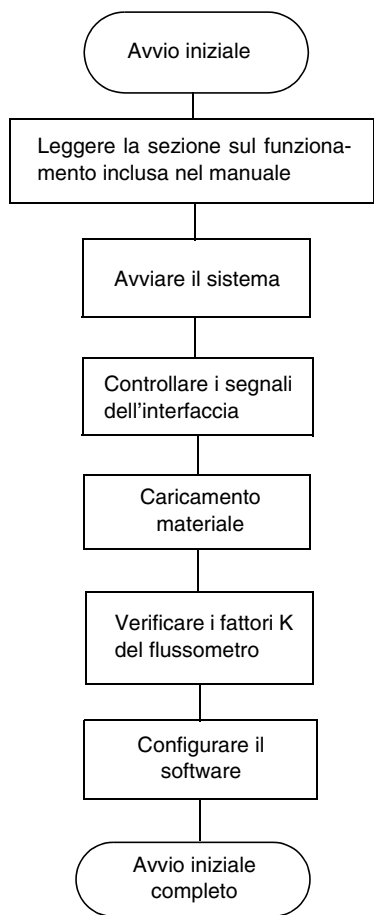 Avvio iniziale
Leggere la sezione sul funziona-
mento inclusa nel manuale
Avviare il sistema
Controllare i segnali
dell'interfaccia
Caricamento
materiale
Verificare i fattori K
del flussometro
Configurare il
software
Avvio iniziale
completo